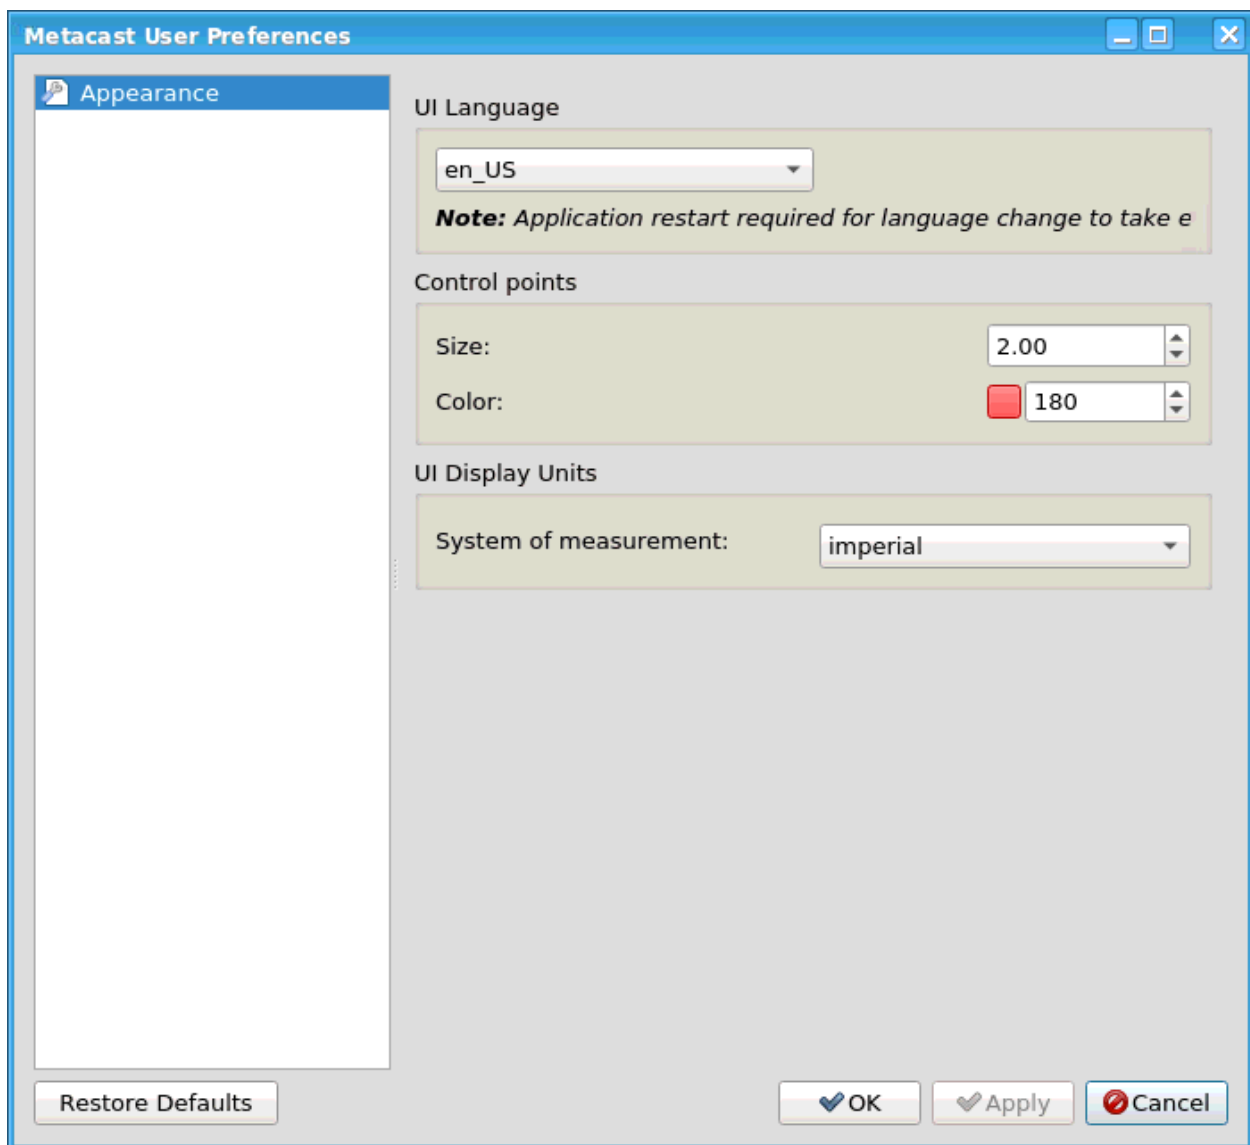 Metacast User Preferences
Appearance
UI Language
en_US
Note: Application restart required for language change to take e
Control points
Size: 2.00
Color: 180
UI Display Units
System of measurement: imperial
Restore Defaults OK Apply Cancel